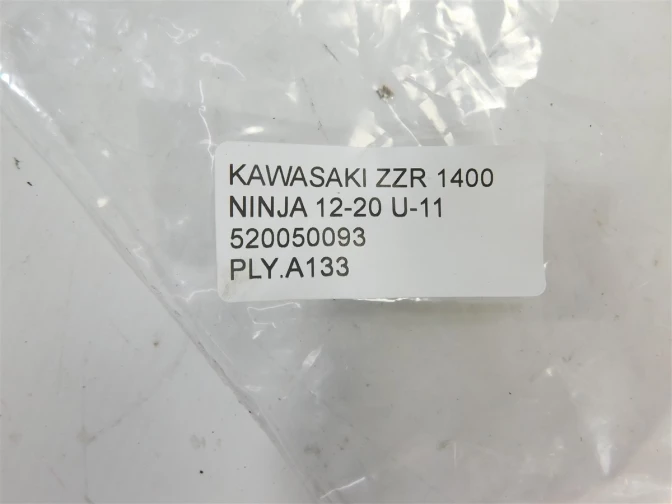 KAWASAKI ZZR 1400
NINJA 12-20 U-11
520050093
PLY.A133